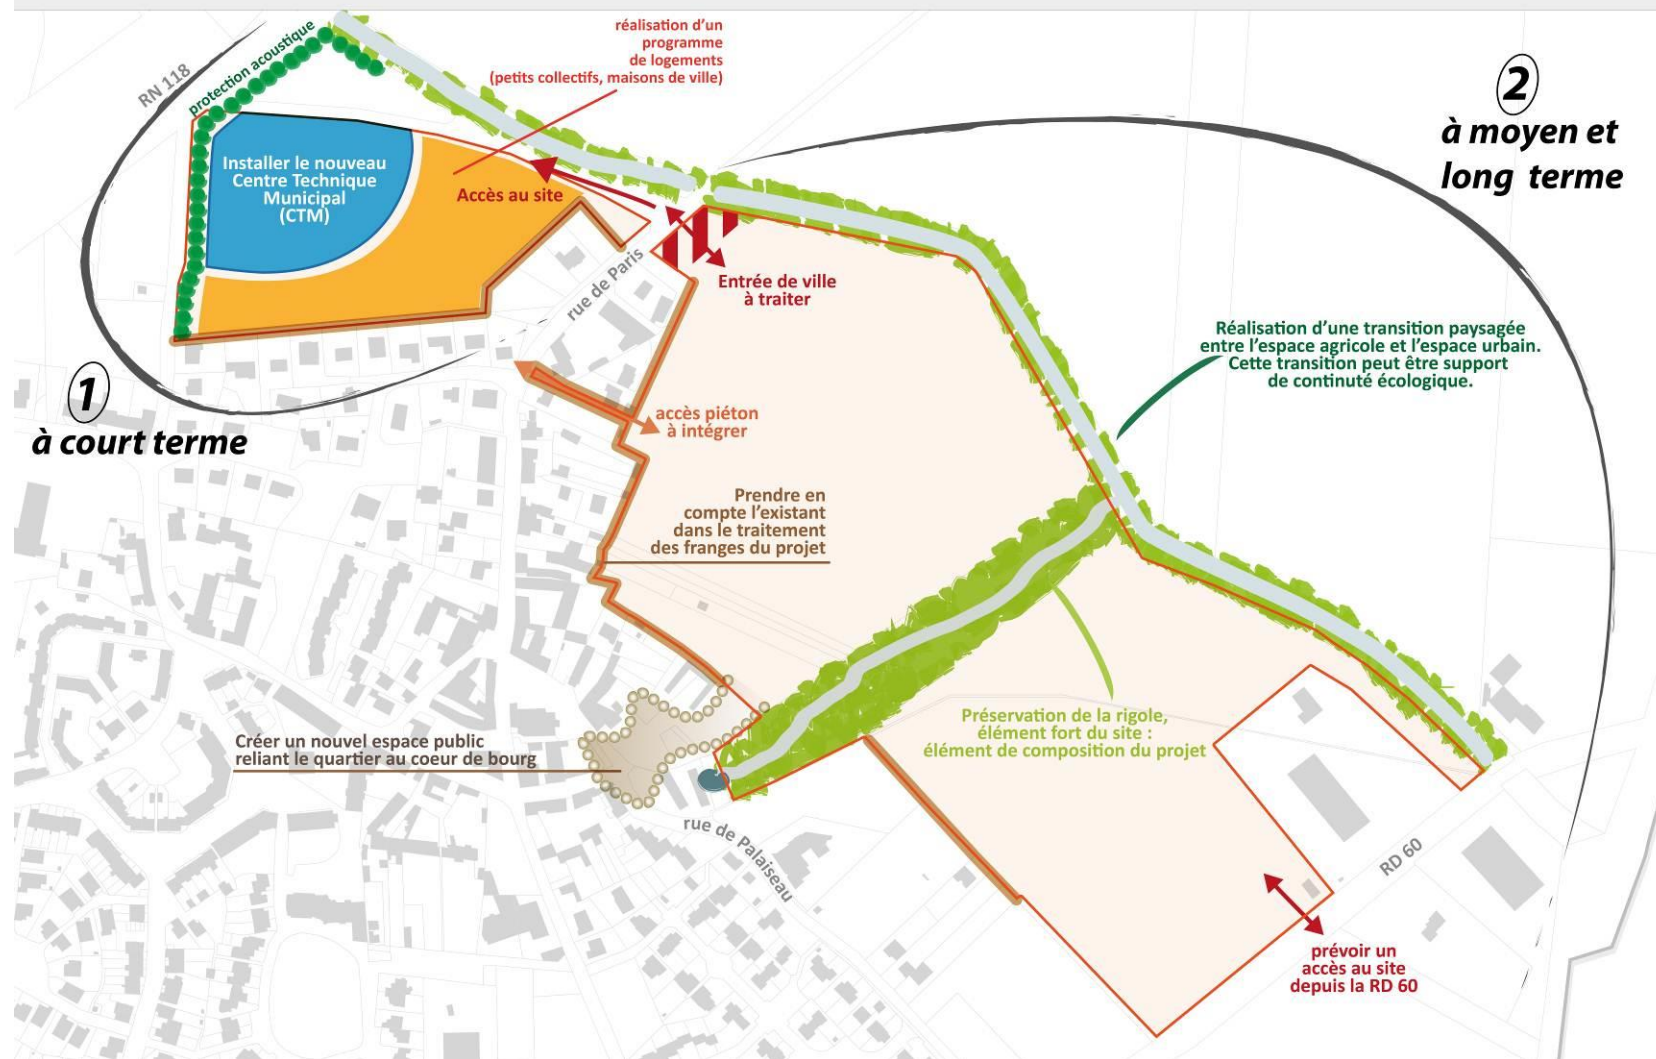 réalisation d'un
programme
de logements
(petits collectifs, maisons de ville)
RN 118
protection acoustique
2
à moyen et
long terme
Installer le nouveau
Centre Technique
Municipal
(CTM)
Accès au site
rue de Paris
Entrée de ville
à traiter
Réalisation d'une transition paysagée
entre l'espace agricole et l'espace urbain.
Cette transition peut être support
de continuté écologique.
1
à court terme
accès piéton
à intégrer
Prendre en
compte l'existant
dans le traitement
des franges du projet
Préservation de la rigole,
élément fort du site :
élément de composition du projet
Créer un nouvel espace public
reliant le quartier au coeur de bourg
rue de Palaiseau
RD 60
prévoir un
accès au site
depuis la RD 60